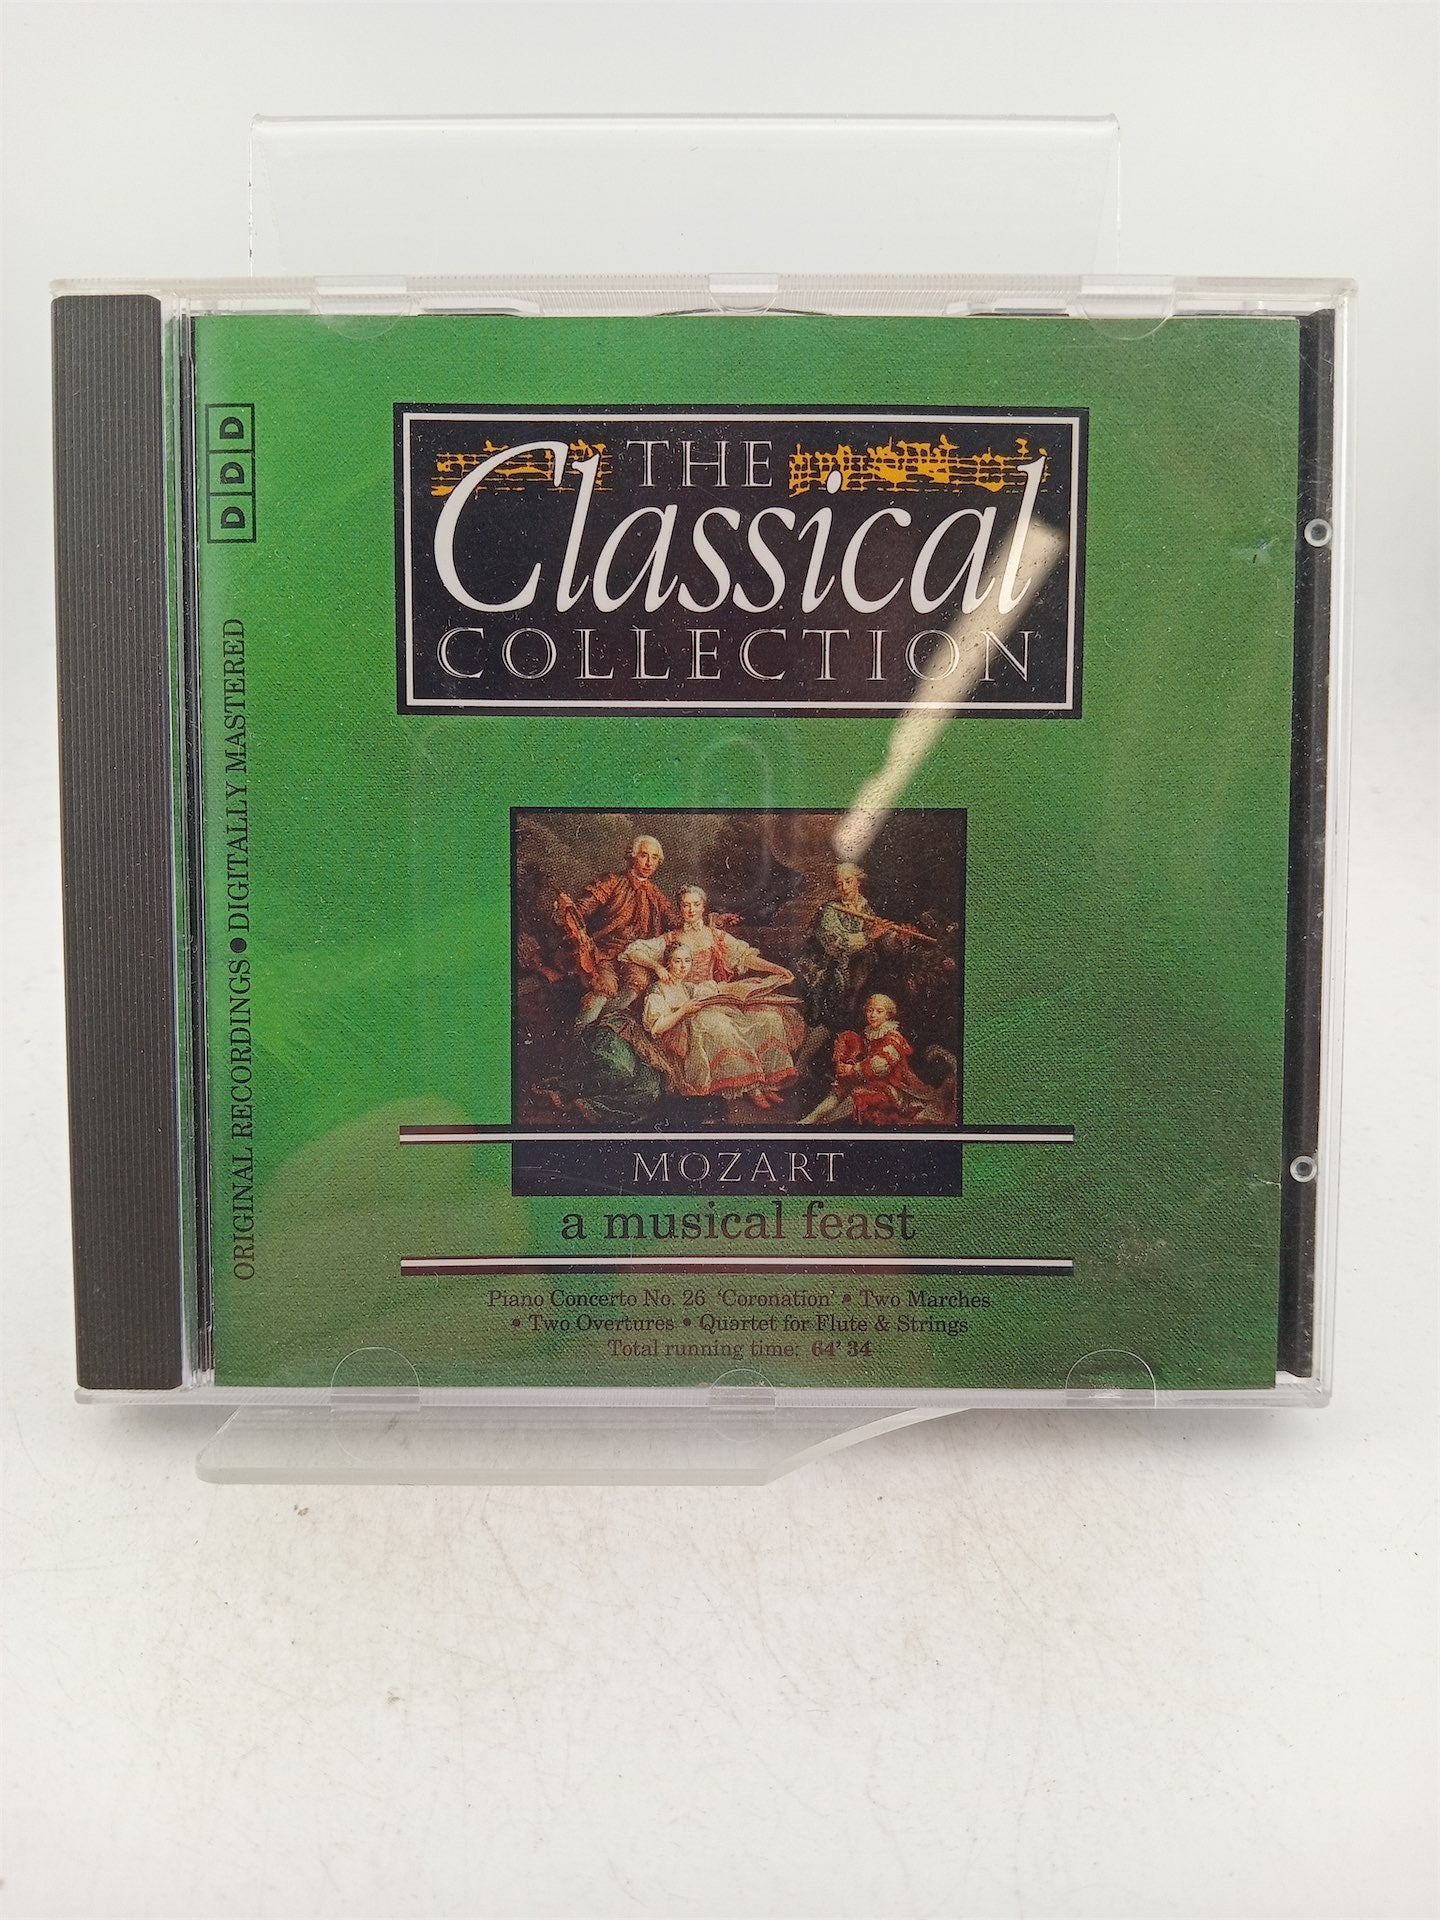 DDD
ORIGINAL RECORDINGS • DIGITALLY MASTERED
THE
Classical
COLLECTION
MOZART
a musical feast
Piano Concerto No. 26 ‘Coronation’ • Two Marches
• Two Overtures • Quartet for Flute & Strings
Total running time: 64’ 34